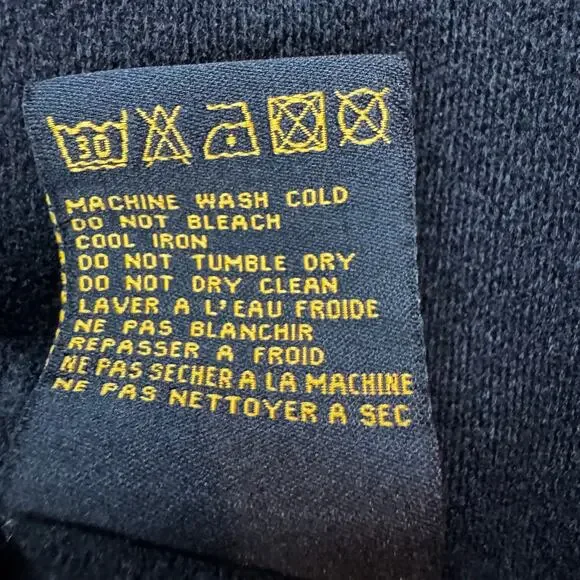 30
MACHINE WASH COLD
DO NOT BLEACH
COOL IRON
DO NOT TUMBLE DRY
DO NOT DRY CLEAN
LAVER A L'EAU FROIDE
NE PAS BLANCHIR
REPASSER A FROID
NE PAS SECHER A LA MACHINE
NE PAS NETTOYER A SEC